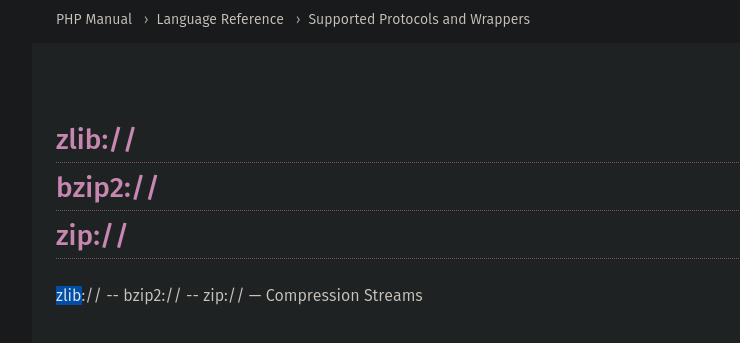 PHP Manual › Language Reference › Supported Protocols and Wrappers
zlib://
bzip2://
zip://
zlib:// -- bzip2:// -- zip:// — Compression Streams